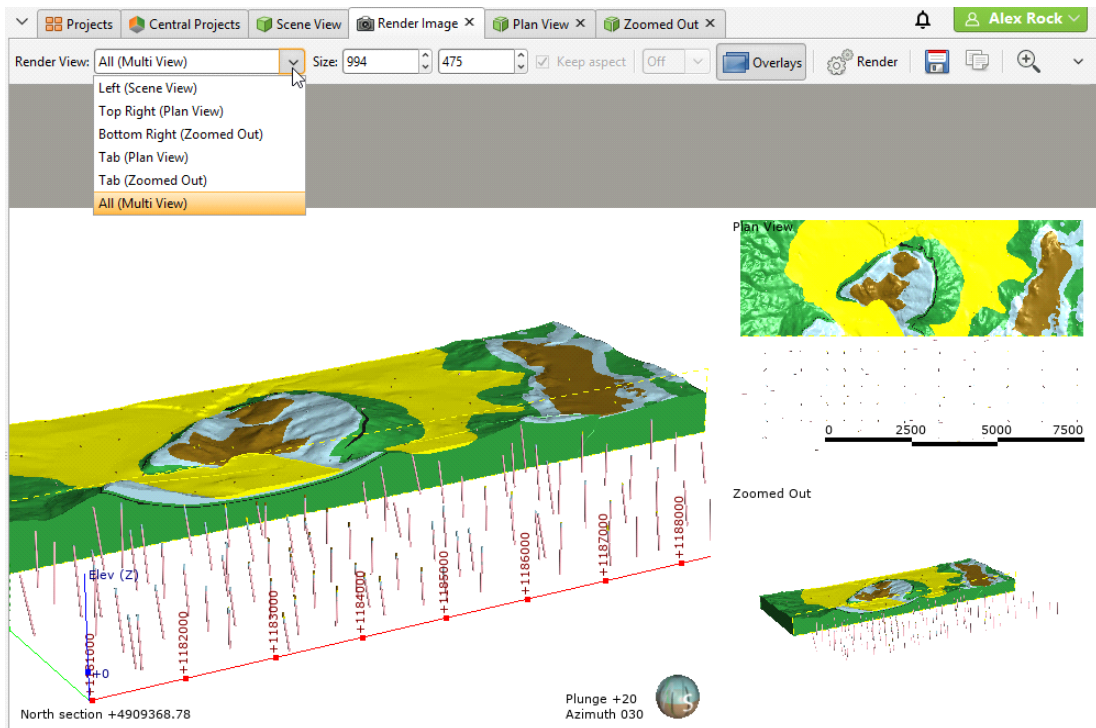 Projects Central Projects Scene View Render Image Plan View Zoomed Out Alex Rock
Render View: All (Multi View) Size: 994 475 Keep aspect Off Overlays Render
Left (Scene View)
Top Right (Plan View)
Bottom Right (Zoomed Out)
Tab (Plan View)
Tab (Zoomed Out)
All (Multi View)
Plan View
0 2500 5000 7500
Zoomed Out
Elev (Z)
+0
+1182000
+1183000
+1184000
+1185000
+1186000
+1187000
+1188000
North section +4909368.78
Plunge +20
Azimuth 030
S